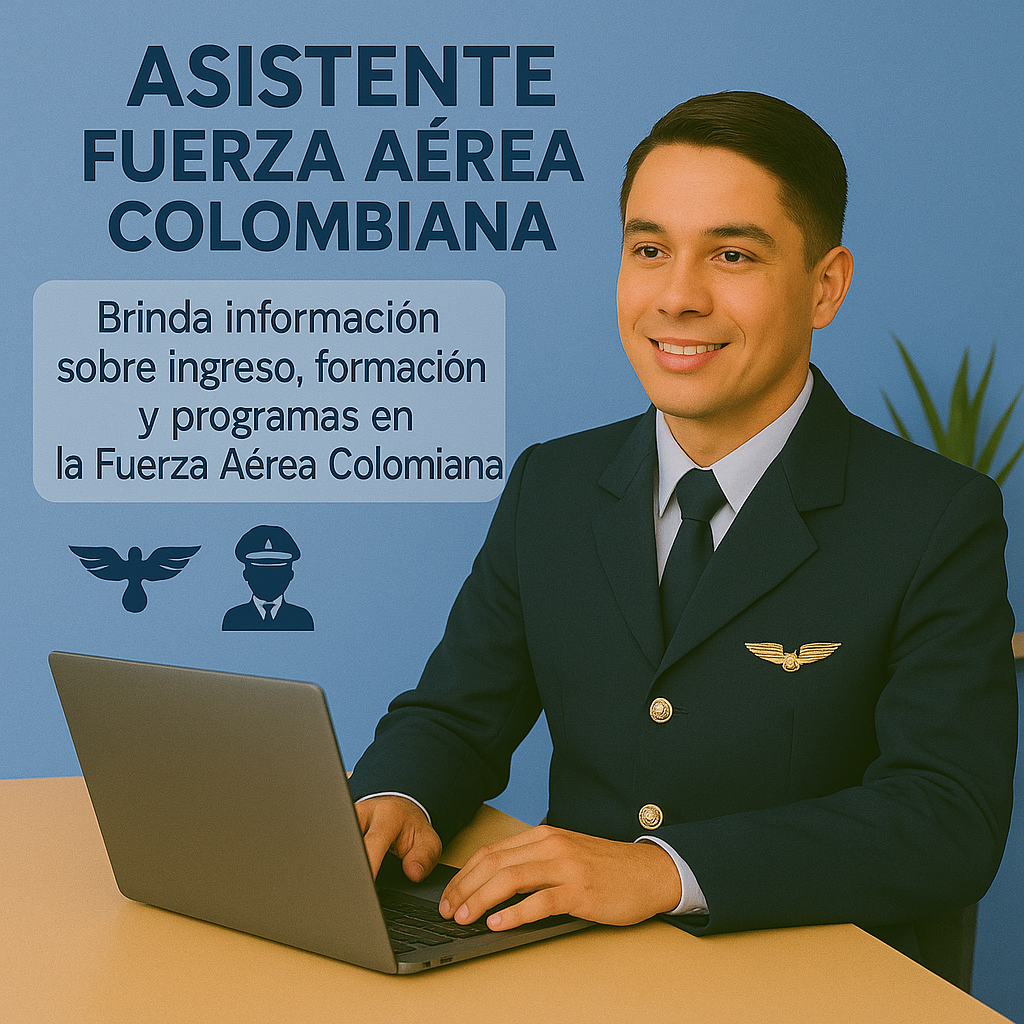 ASISTENTE
FUERZA AÉREA
COLOMBIANA
Brinda información
sobre ingreso, formación
y programas en
la Fuerza Aérea Colomiana